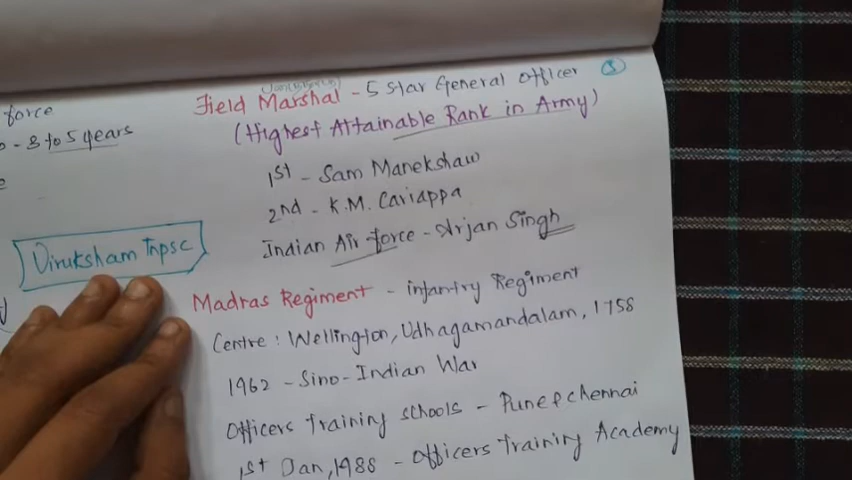 force
- 3 to 5 years
Viruksham Tnpsc
Field Marshal - 5 Star General Officer 3
(Highest Attainable Rank in Army)
1st - Sam Manekshaw
2nd - K.M. Cariappa
Indian Air force - Arjan Singh
Madras Regiment - infantry Regiment
Centre : Wellington, Udhagamandalam, 1758
1962 - Sino-Indian War
Officers Training Schools - Pune & Chennai
1st Jan, 1988 - Officers Training Academy